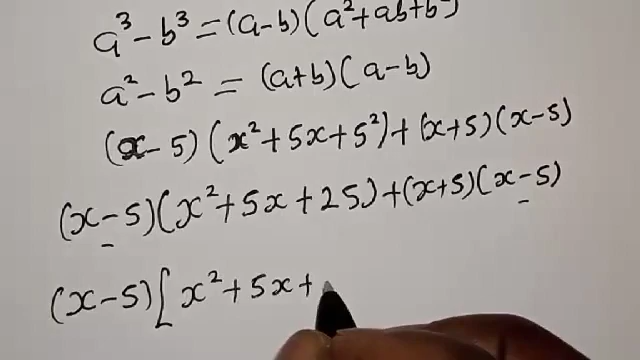 a³ - b³ = (a-b)(a² + ab + b²
a² - b² = (a+b)(a-b)
(x - 5)(x² + 5x + 5²) + (x+5)(x-5)
(x - 5)(x² + 5x + 25) + (x+5)(x-5)
(x-5)[x² + 5x +